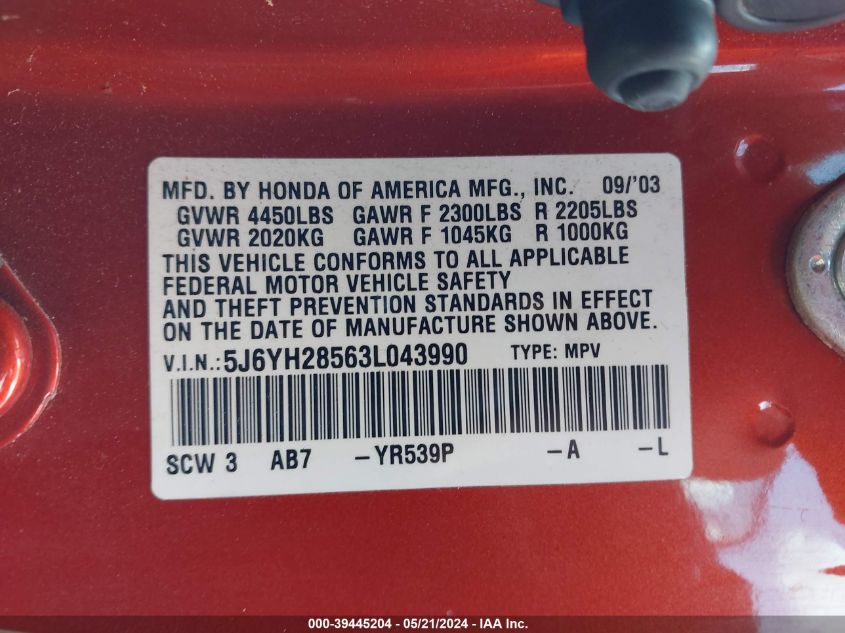 MFD. BY HONDA OF AMERICA MFG., INC. 09/'03
GVWR 4450LBS GAWR F 2300LBS R 2205LBS
GVWR 2020KG GAWR F 1045KG R 1000KG
THIS VEHICLE CONFORMS TO ALL APPLICABLE
FEDERAL MOTOR VEHICLE SAFETY
AND THEFT PREVENTION STANDARDS IN EFFECT
ON THE DATE OF MANUFACTURE SHOWN ABOVE.
V.I.N.: 5J6YH28563L043990 TYPE: MPV
SCW 3 AB7 -YR539P -A -L
000-39445204 - 05/21/2024 - IAA Inc.